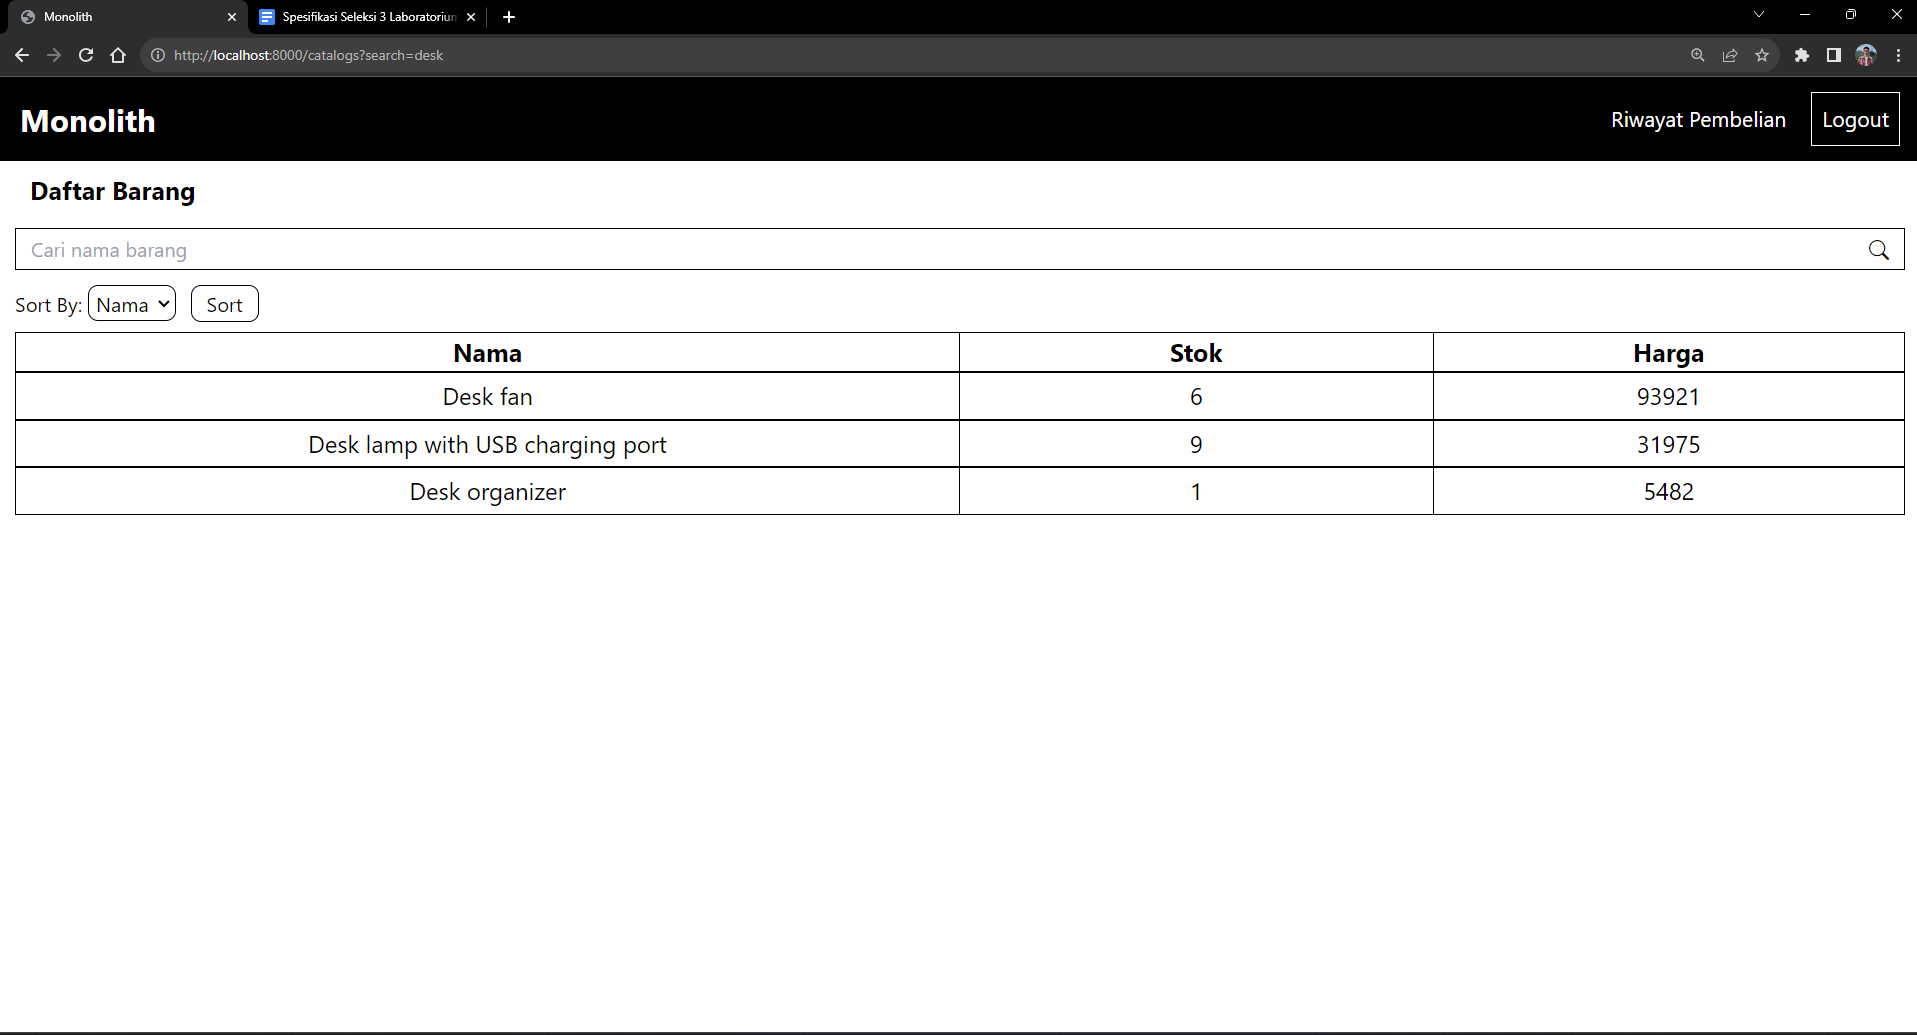 Monolith
Spesifikasi Seleksi 3 Laboratorium
http://localhost:8000/catalogs?search=desk
Monolith
Riwayat Pembelian
Logout
Daftar Barang
Cari nama barang
Sort By: Nama Sort
Nama Stok Harga
Desk fan 6 93921
Desk lamp with USB charging port 9 31975
Desk organizer 1 5482